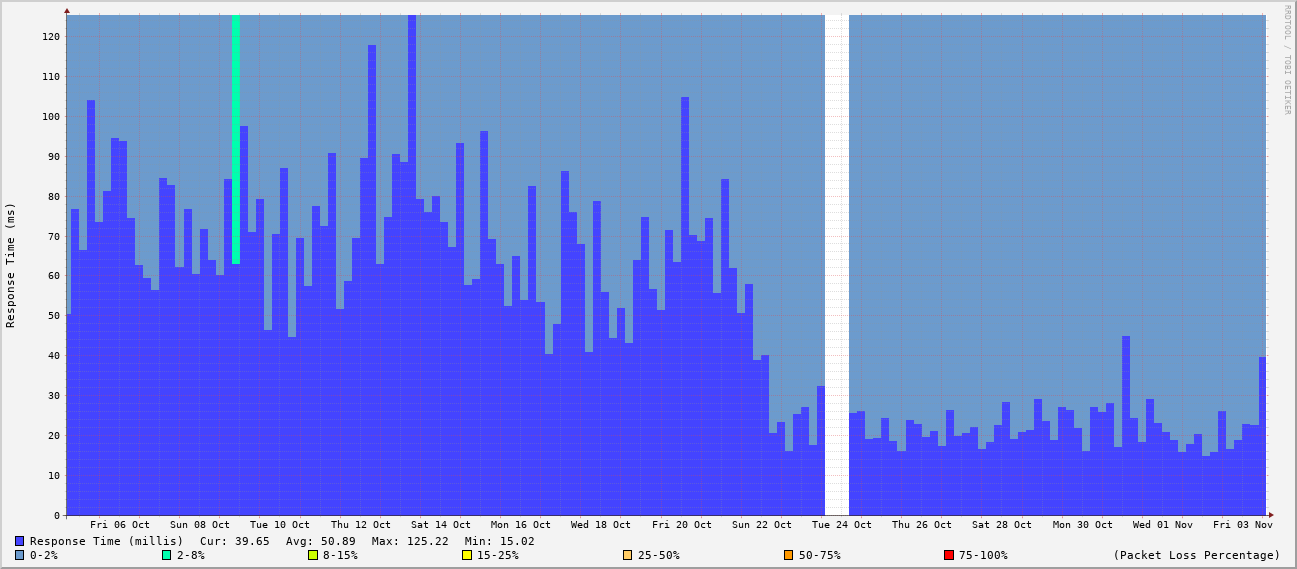 RRDTOOL / TOBI OETIKER
Response Time (ms)
120
110
100
90
80
70
60
50
40
30
20
10
0
Fri 06 Oct Sun 08 Oct Tue 10 Oct Thu 12 Oct Sat 14 Oct Mon 16 Oct Wed 18 Oct Fri 20 Oct Sun 22 Oct Tue 24 Oct Thu 26 Oct Sat 28 Oct Mon 30 Oct Wed 01 Nov Fri 03 Nov
Response Time (millis) Cur: 39.65 Avg: 50.89 Max: 125.22 Min: 15.02
0-2% 2-8% 8-15% 15-25% 25-50% 50-75% 75-100% (Packet Loss Percentage)